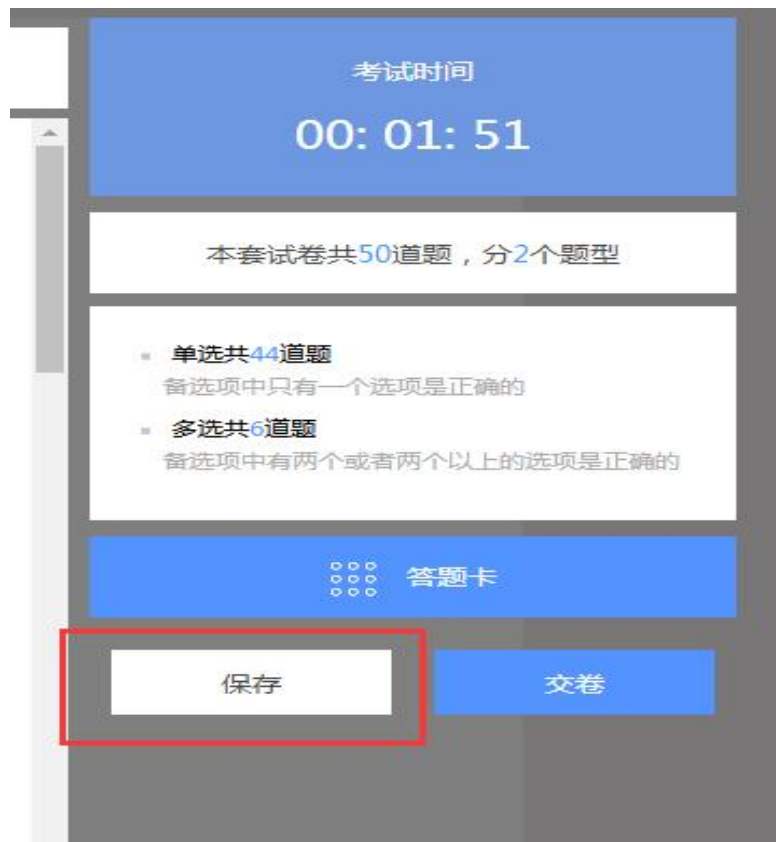 考试时间
00: 01: 51
本套试卷共50道题，分2个题型
单选共44道题
备选项中只有一个选项是正确的
多选共6道题
备选项中有两个或者两个以上的选项是正确的
答题卡
保存
交卷